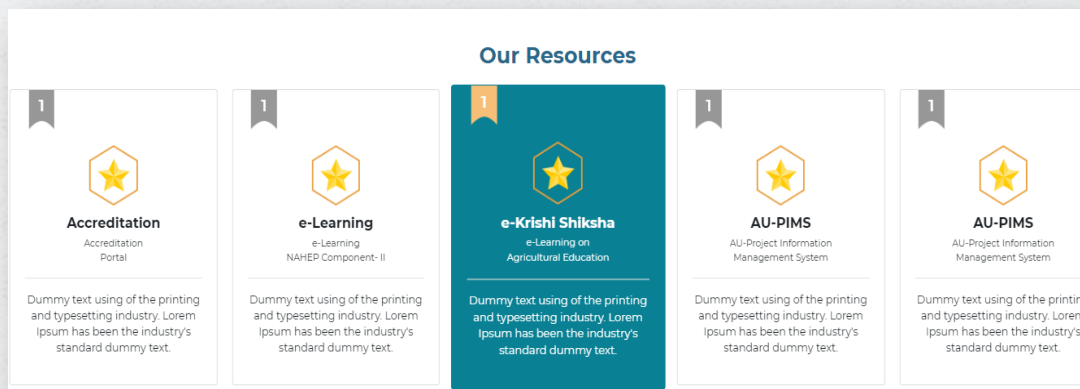 Our Resources
1
Accreditation
Accreditation
Portal
Dummy text using of the printing
and typesetting industry. Lorem
Ipsum has been the industry's
standard dummy text.
1
e-Learning
e-Learning
NAHEP Component- II
Dummy text using of the printing
and typesetting industry. Lorem
Ipsum has been the industry's
standard dummy text.
1
e-Krishi Shiksha
e-Learning on
Agricultural Education
Dummy text using of the printing
and typesetting industry. Lorem
Ipsum has been the industry's
standard dummy text.
1
AU-PIMS
AU-Project Information
Management System
Dummy text using of the printing
and typesetting industry. Lorem
Ipsum has been the industry's
standard dummy text.
1
AU-PIMS
AU-Project Information
Management System
Dummy text using of the
and typesetting industry. Lorem
Ipsum has been the industry's
standard dummy text.